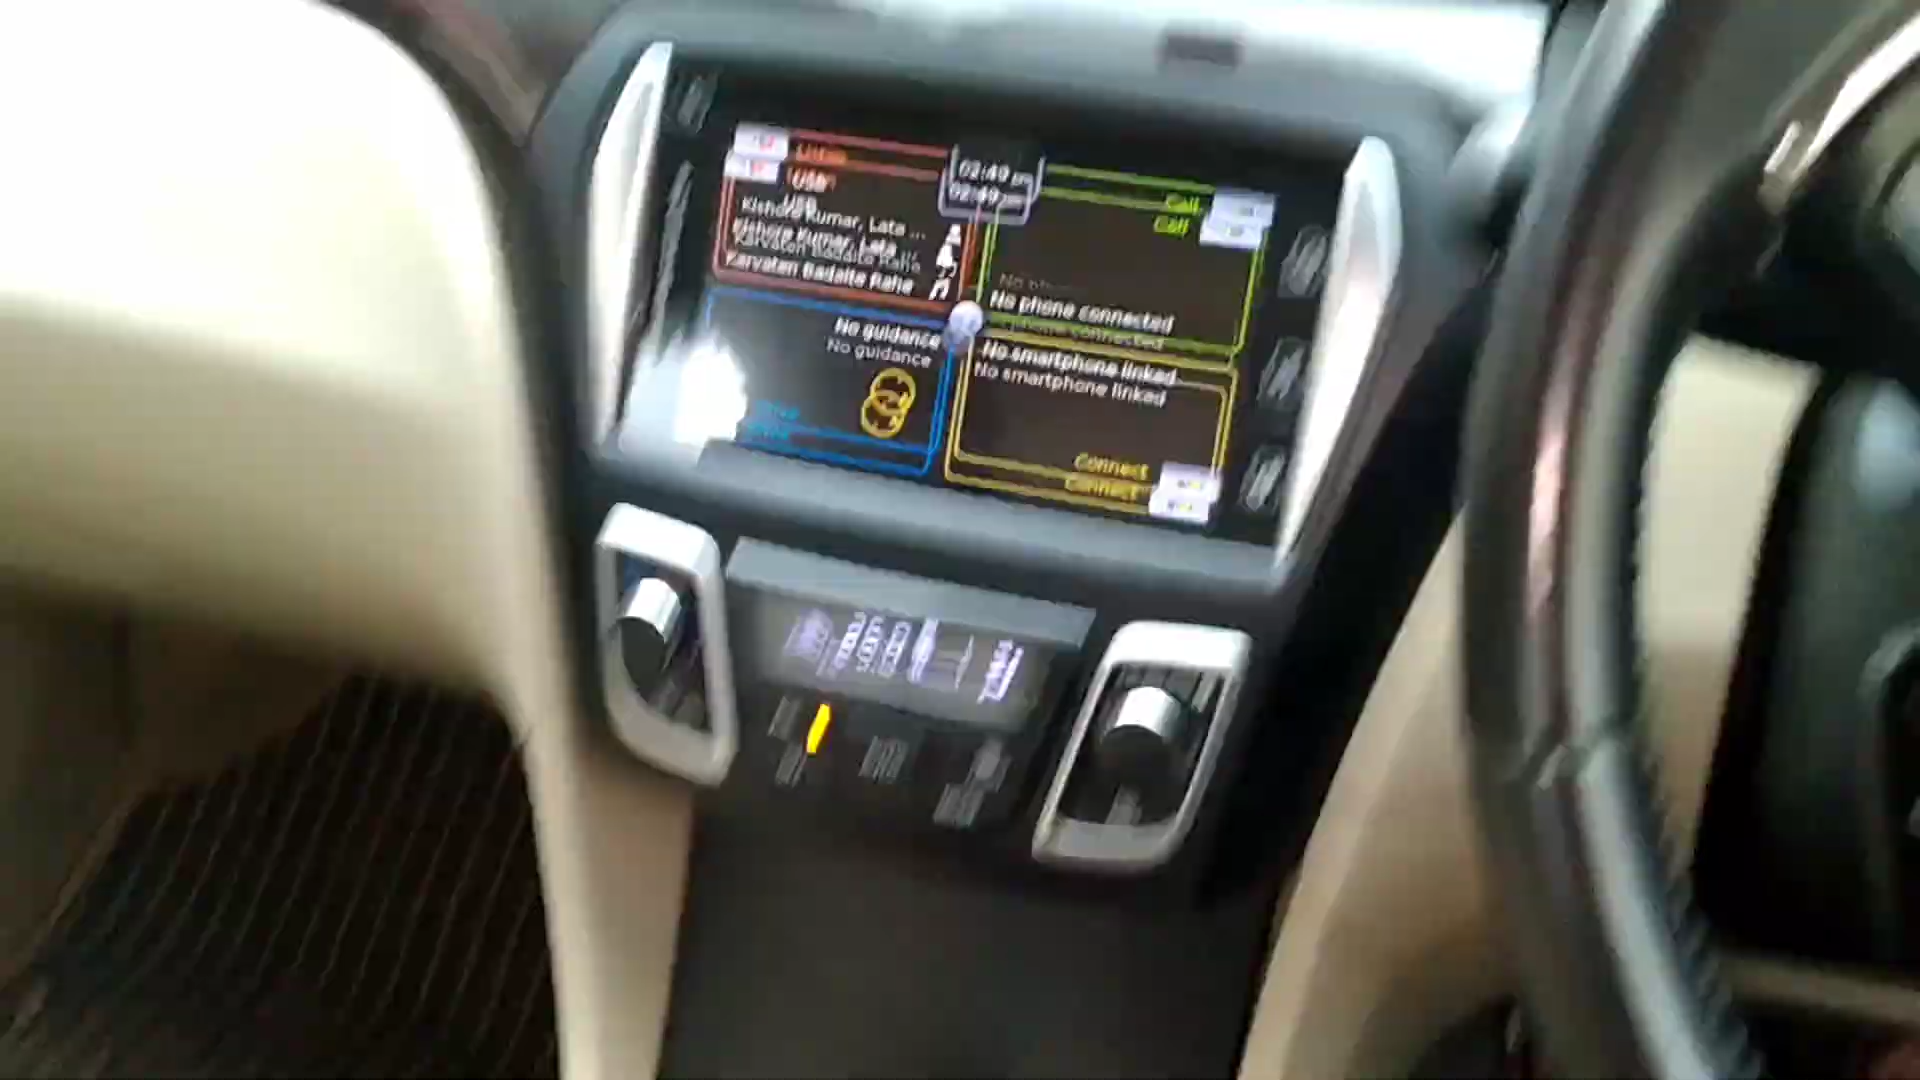 02:49 pm
USB
Kishore Kumar, Lata ...
Karvaten Badalte Rahe
Call
No phone connected
No guidance
No smartphone linked
Connect